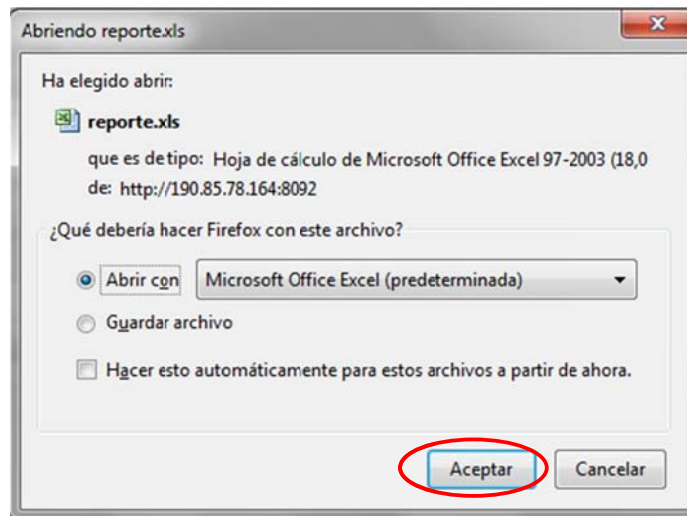 Abriendo reporte.xls
Ha elegido abrir:
reporte.xls
que es de tipo: Hoja de cálculo de Microsoft Office Excel 97-2003 (18,0
de: http://190.85.78.164:8092
¿Qué debería hacer Firefox con este archivo?
Abrir con Microsoft Office Excel (predeterminada)
Guardar archivo
Hacer esto automáticamente para estos archivos a partir de ahora.
Aceptar Cancelar